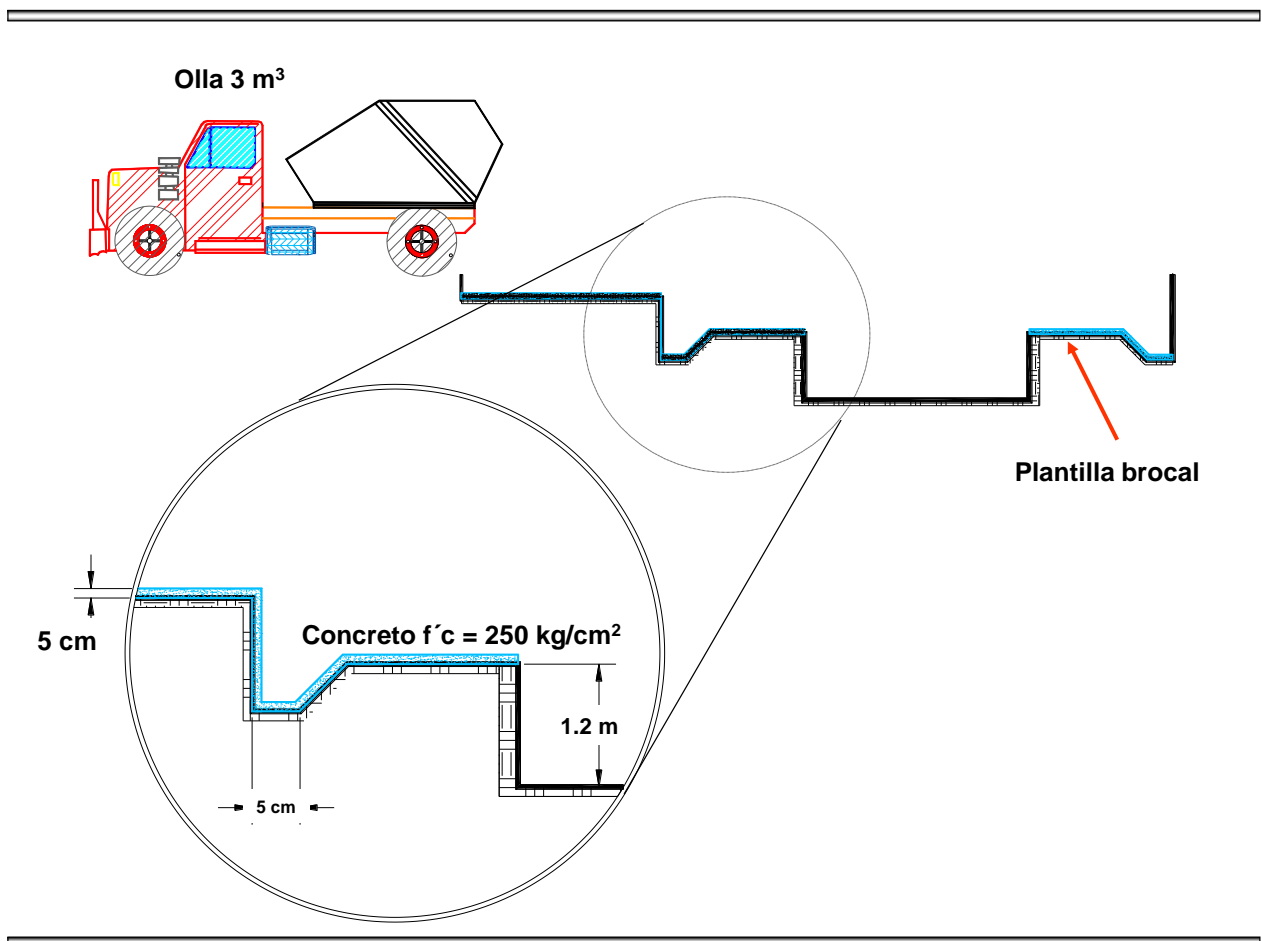 Olla 3 m³
Plantilla brocal
5 cm
Concreto f´c = 250 kg/cm²
1.2 m
5 cm